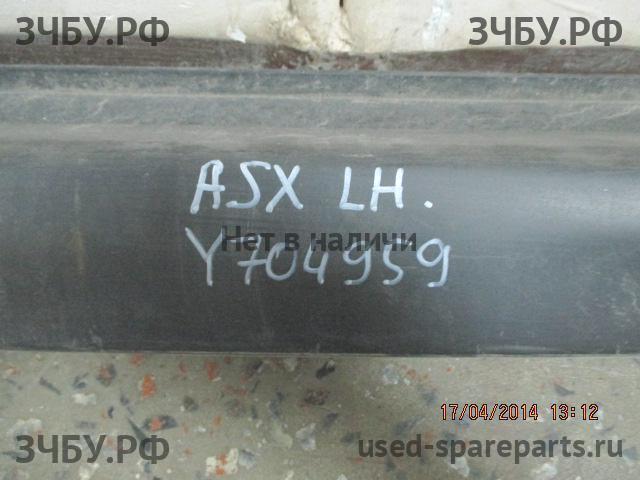 ЗЧБУ.РФ ЗЧБУ.РФ
ASX LH.
Нет в наличи
Y704959
17/04/2014 13:12
ЗЧБУ.РФ used-spareparts.ru